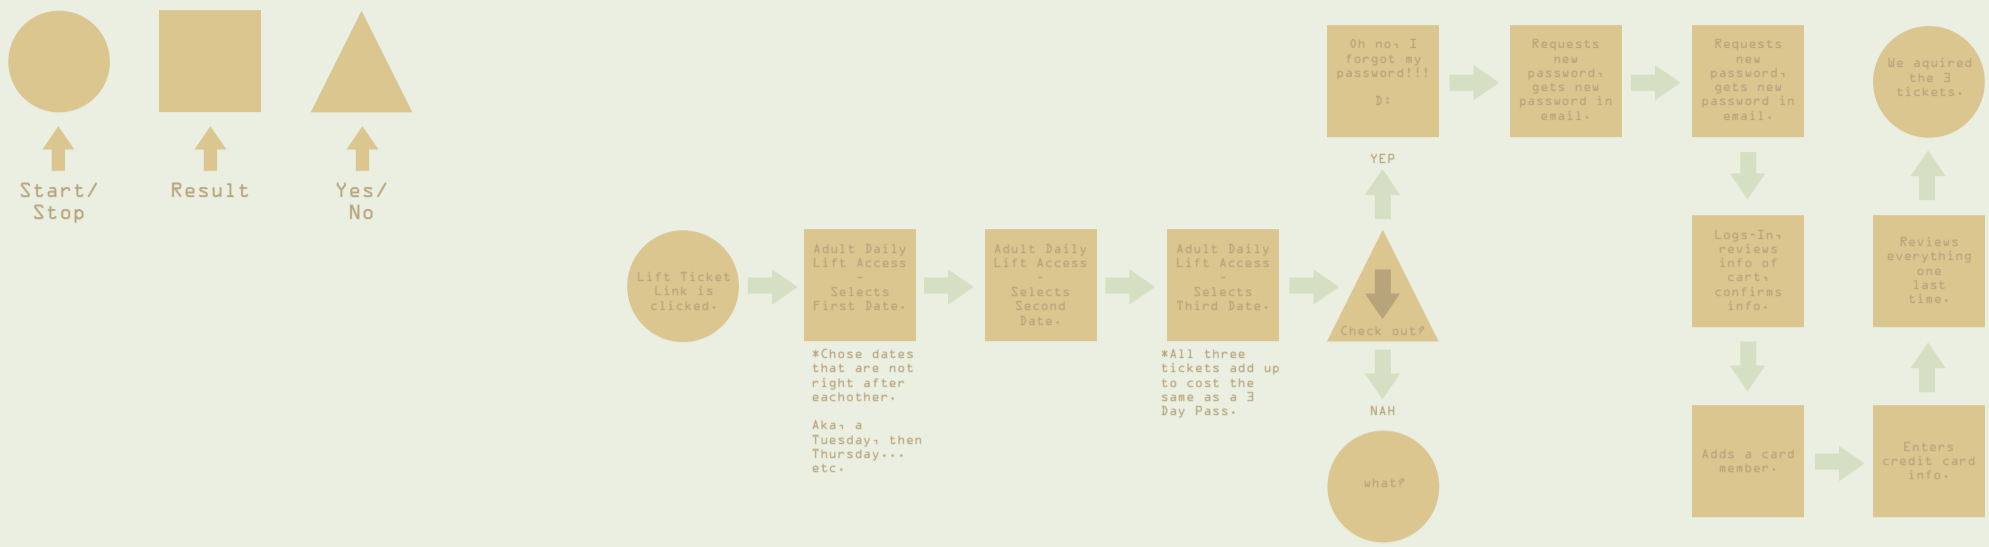 Start/
Stop
Result
Yes/
No
Lift Ticket
Link is
clicked.
Adult Daily
Lift Access
-
Selects
First Date.
*Chose dates
that are not
right after
eachother.
Aka, a
Tuesday, then
Thursday...
etc.
Adult Daily
Lift Access
-
Selects
Second
Date.
Adult Daily
Lift Access
-
Selects
Third Date.
*All three
tickets add up
to cost the
same as a 3
Day Pass.
Check out?
YEP
Oh no, I
forgot my
password!!!
D:
NAH
what?
Requests
new
password,
gets new
password in
email.
Requests
new
password,
gets new
password in
email.
Logs-In,
reviews
info of
cart,
confirms
info.
Adds a card
member.
Enters
credit card
info.
Reviews
everything
one
last
time.
We aquired
the 3
tickets.